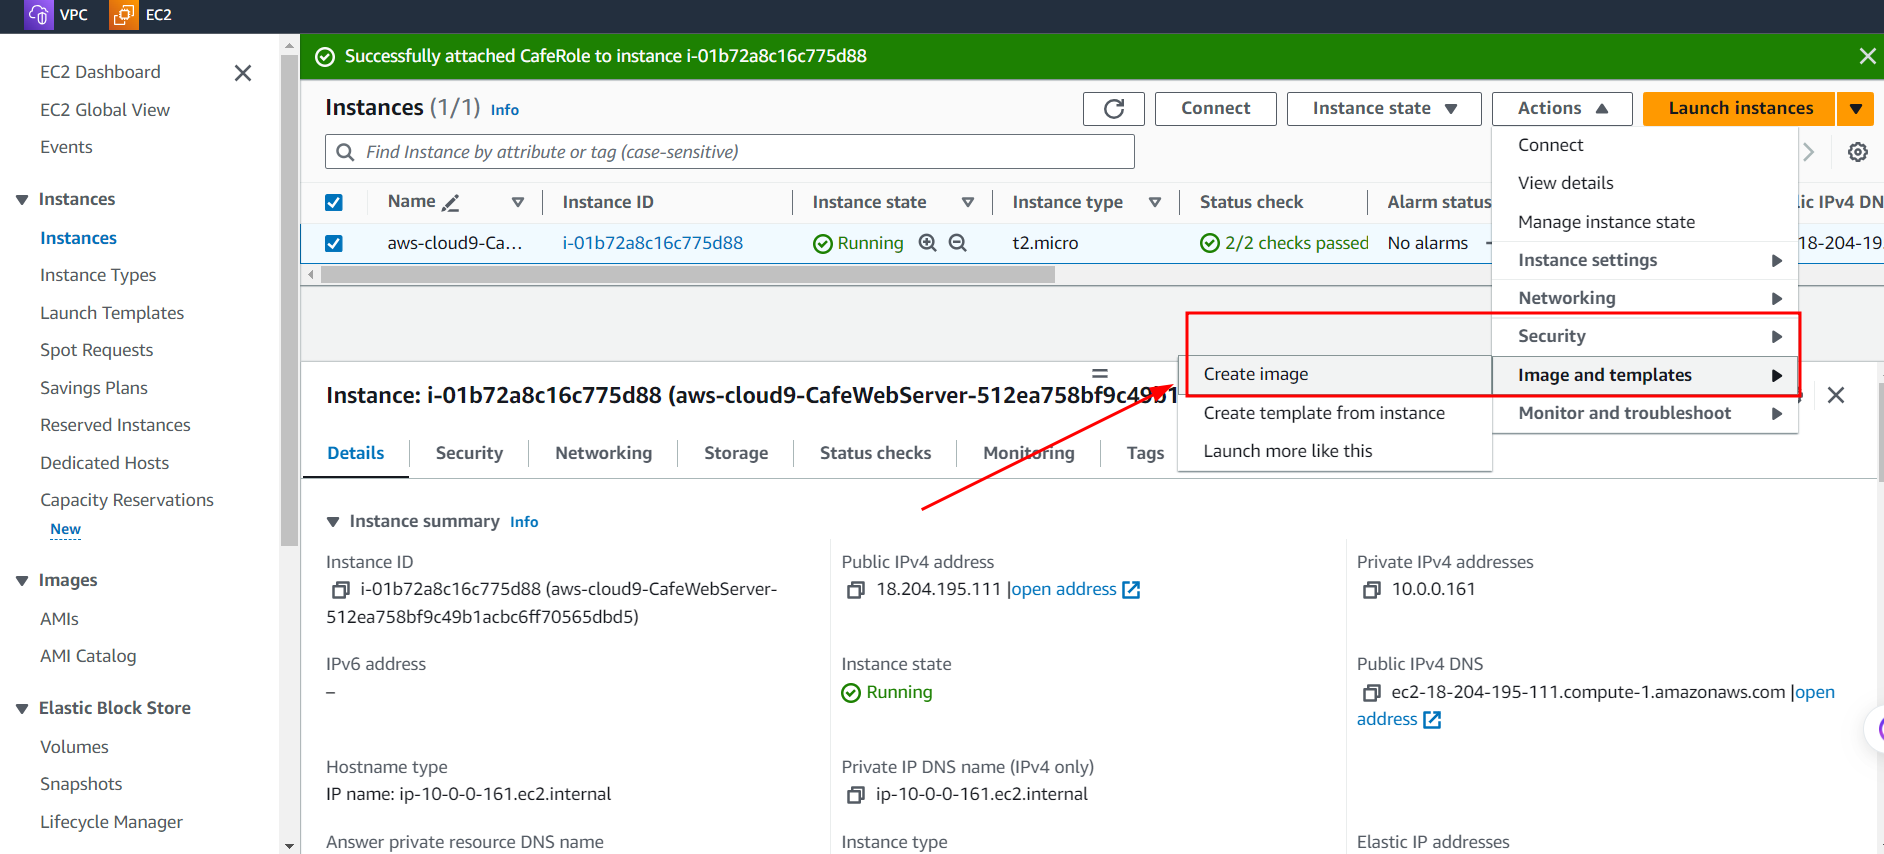 VPC EC2
Successfully attached CafeRole to instance i-01b72a8c16c775d88
EC2 Dashboard
EC2 Global View
Events
Instances
Instances
Instance Types
Launch Templates
Spot Requests
Savings Plans
Reserved Instances
Dedicated Hosts
Capacity Reservations
New
Images
AMIs
AMI Catalog
Elastic Block Store
Volumes
Snapshots
Lifecycle Manager
Instances (1/1) Info
Connect
Instance state
Actions
Launch instances
Find Instance by attribute or tag (case-sensitive)
Name Instance ID Instance state Instance type Status check Alarm status IPv4 DN
aws-cloud9-Ca... i-01b72a8c16c775d88 Running t2.micro 2/2 checks passed No alarms 18-204-19
Connect
View details
Manage instance state
Instance settings
Networking
Security
Image and templates
Monitor and troubleshoot
Create image
Create template from instance
Launch more like this
Instance: i-01b72a8c16c775d88 (aws-cloud9-CafeWebServer-512ea758bf9c49b1
Details Security Networking Storage Status checks Monitoring Tags
Instance summary Info
Instance ID
i-01b72a8c16c775d88 (aws-cloud9-CafeWebServer-
512ea758bf9c49b1acbc6ff70565dbd5)
Public IPv4 address
18.204.195.111 |open address
Private IPv4 addresses
10.0.0.161
IPv6 address
–
Instance state
Running
Public IPv4 DNS
ec2-18-204-195-111.compute-1.amazonaws.com |open
address
Hostname type
IP name: ip-10-0-0-161.ec2.internal
Private IP DNS name (IPv4 only)
ip-10-0-0-161.ec2.internal
Answer private resource DNS name
Instance type
Elastic IP addresses